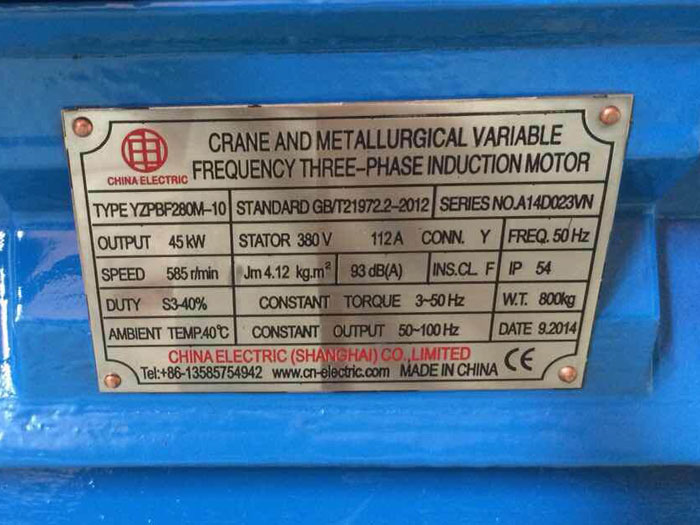 CRANE AND METALLURGICAL VARIABLE
FREQUENCY THREE-PHASE INDUCTION MOTOR
CHINA ELECTRIC
TYPE YZPBF280M-10 STANDARD GB/T21972.2-2012 SERIES NO.A14D023VN
OUTPUT 45 kW STATOR 380 V 112 A CONN. Y FREQ. 50 Hz
SPEED 585 r/min Jm 4.12 kg.m² 93 dB(A) INS.CL. F IP 54
DUTY S3-40% CONSTANT TORQUE 3-50 Hz W.T. 800kg
AMBIENT TEMP.40℃ CONSTANT OUTPUT 50-100 Hz DATE 9.2014
CHINA ELECTRIC (SHANGHAI) CO., LIMITED
Tel:+86-13585754942 www.cn-electric.com MADE IN CHINA CE